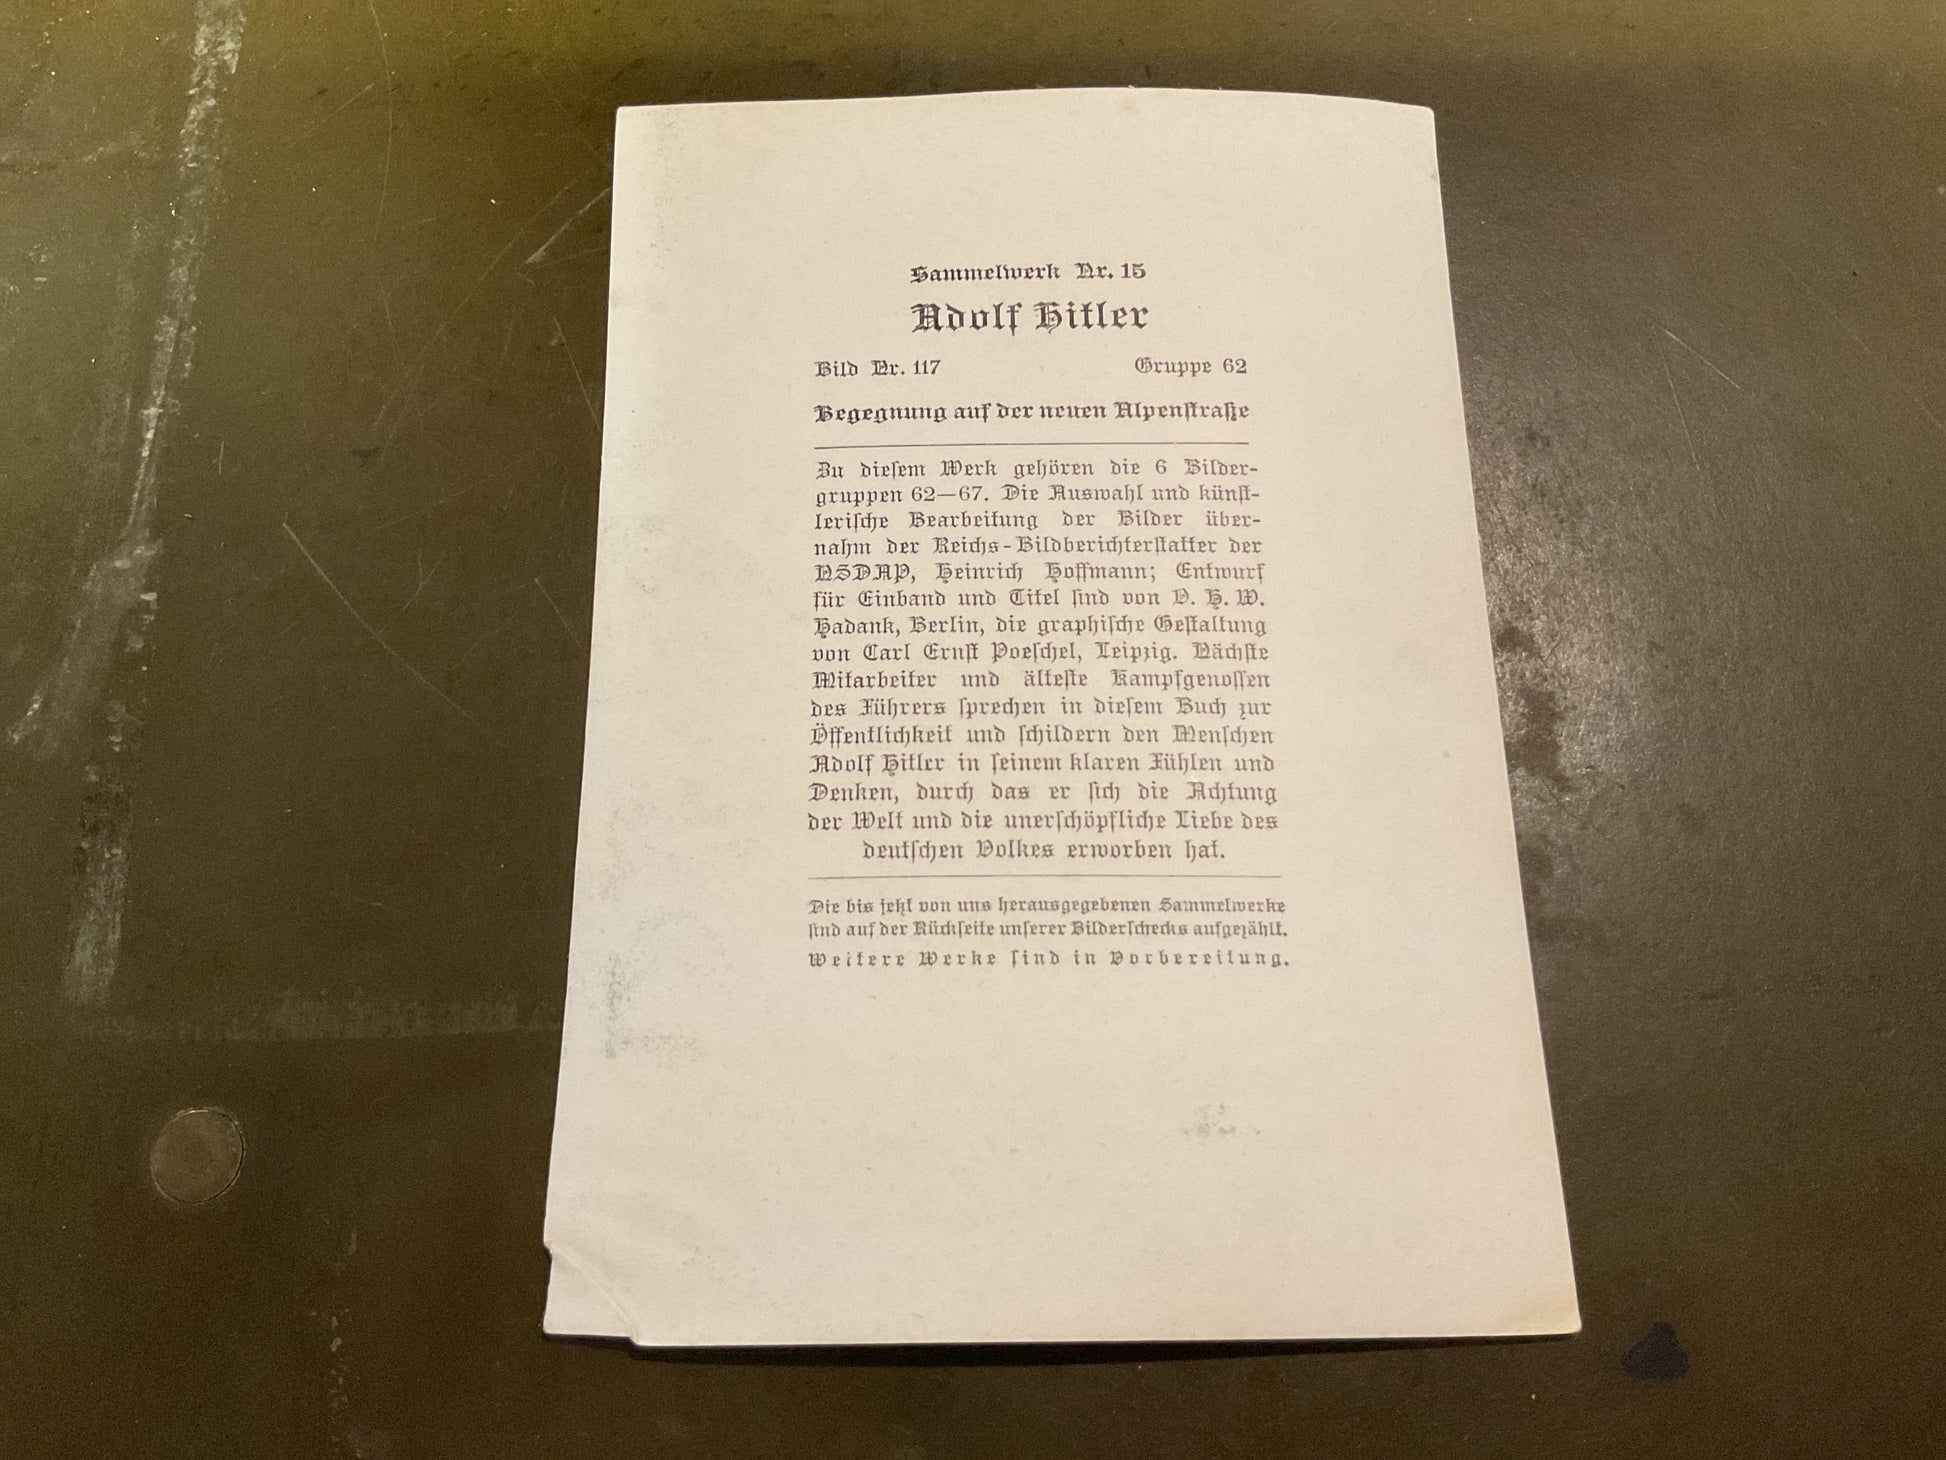 Sammelwerk Nr. 15
Adolf Hitler
Bild Nr. 117 Gruppe 62
Begegnung auf der neuen Alpenstraße
Zu diesem Werk gehören die 6 Bilder-
gruppen 62—67. Die Auswahl und künst-
lerische Bearbeitung der Bilder über-
nahm der Reichs-Bildberichterstatter der
NSDAP, Heinrich Hoffmann; Entwurf
für Einband und Titel sind von O. H. W.
Hadank, Berlin, die graphische Gestaltung
von Carl Ernst Poeschel, Leipzig. Nächste
Mitarbeiter und älteste Kampfgenossen
des Führers sprechen in diesem Buch zur
Öffentlichkeit und schildern den Menschen
Adolf Hitler in seinem klaren Fühlen und
Denken, durch das er sich die Achtung
der Welt und die unerschöpfliche Liebe des
deutschen Volkes erworben hat.
Die bis jetzt von uns herausgegebenen Sammelwerke
sind auf der Rückseite unserer Bilderschecks aufgezählt.
Weitere Werke sind in Vorbereitung.